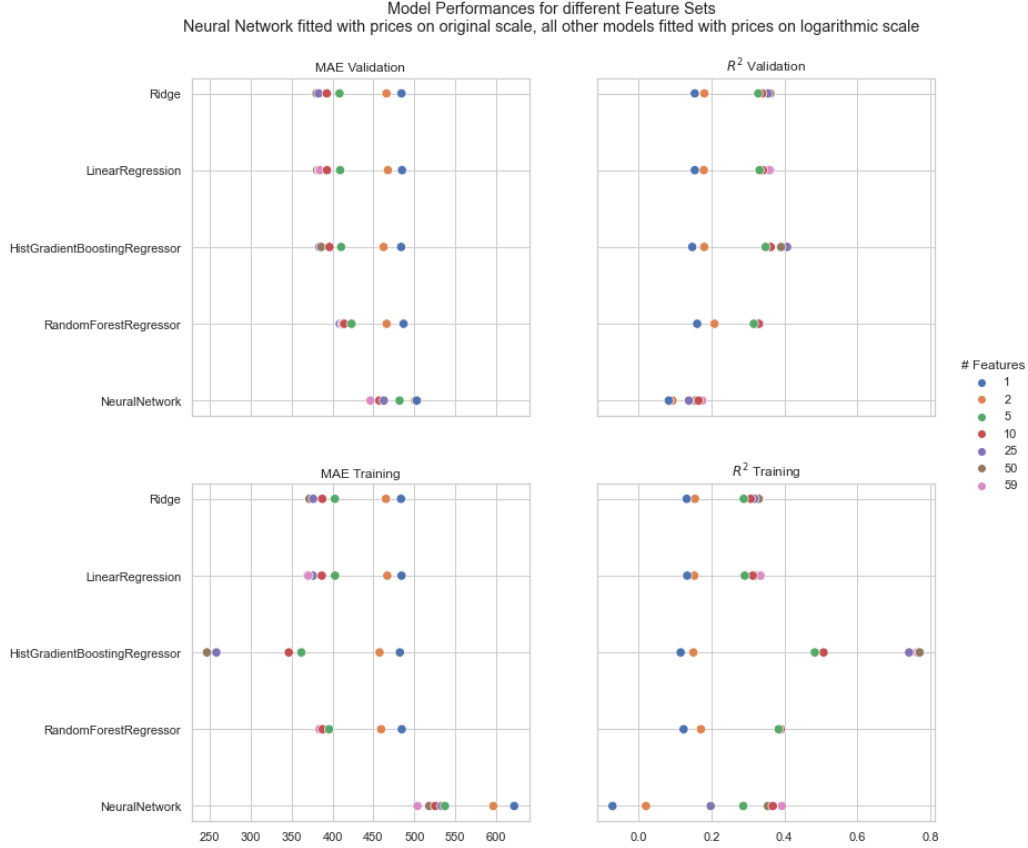 Model Performances for different Feature Sets
Neural Network fitted with prices on original scale, all other models fitted with prices on logarithmic scale
MAE Validation
R² Validation
Ridge
LinearRegression
HistGradientBoostingRegressor
RandomForestRegressor
NeuralNetwork
# Features
1
2
5
10
25
50
59
MAE Training
R² Training
Ridge
LinearRegression
HistGradientBoostingRegressor
RandomForestRegressor
NeuralNetwork
250 300 350 400 450 500 550 600
0.0 0.2 0.4 0.6 0.8